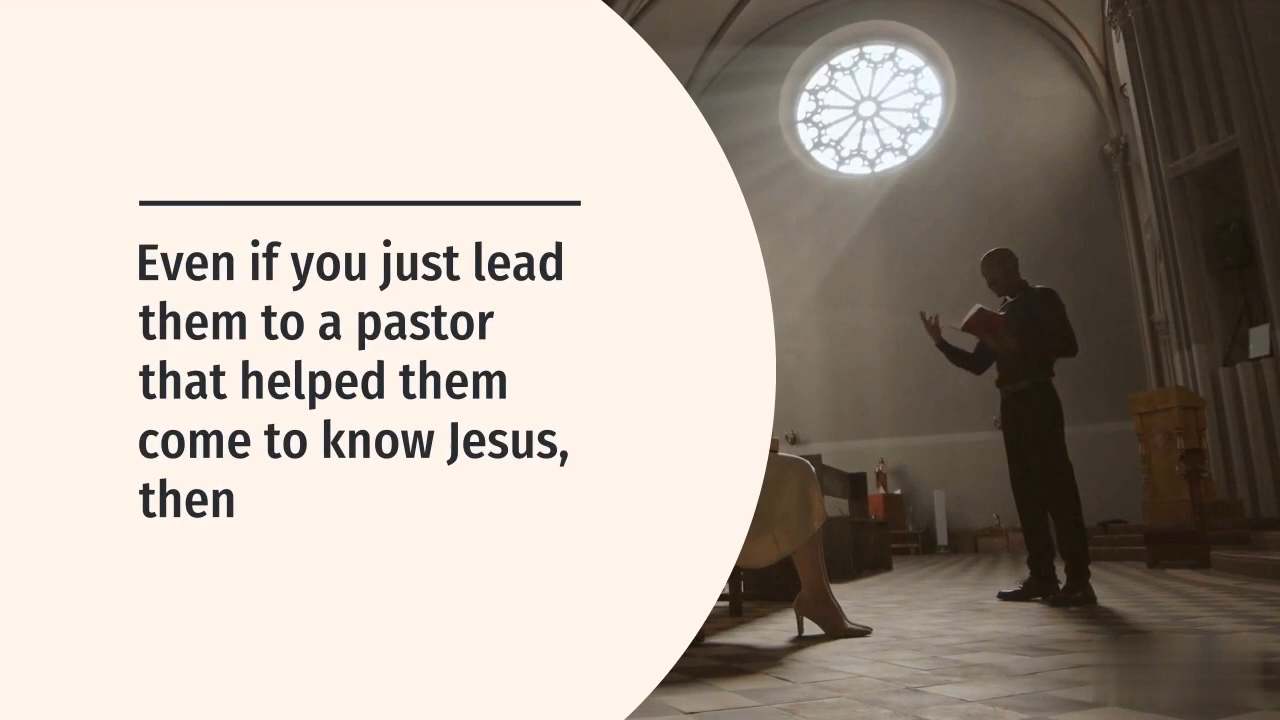 Even if you just lead
them to a pastor
that helped them
come to know Jesus,
then